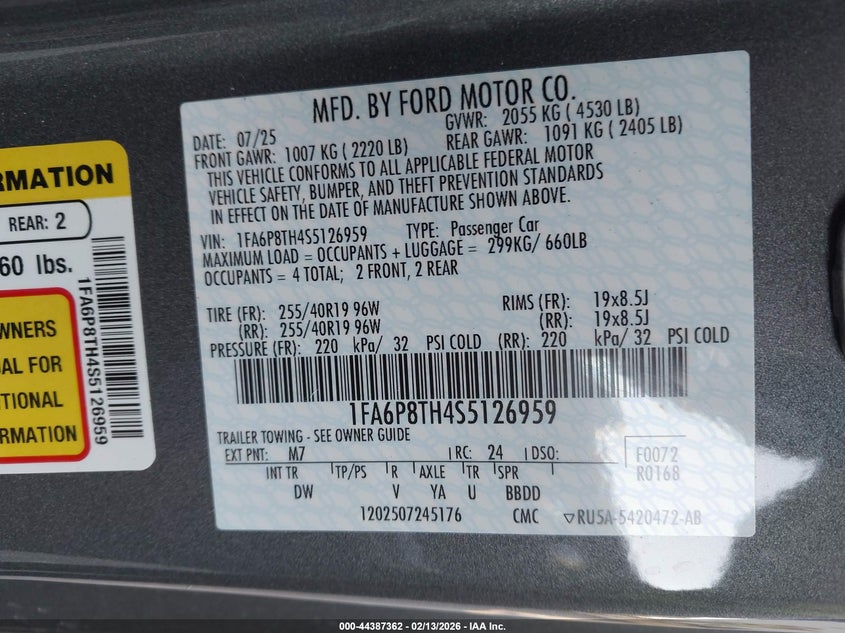 RMATION
REAR: 2
60 lbs.
WNERS
AL FOR
ITIONAL
RMATION
1FA6P8TH4S5126959
MFD. BY FORD MOTOR CO.
DATE: 07/25 GVWR: 2055 KG ( 4530 LB)
FRONT GAWR: 1007 KG ( 2220 LB) REAR GAWR: 1091 KG ( 2405 LB)
THIS VEHICLE CONFORMS TO ALL APPLICABLE FEDERAL MOTOR
VEHICLE SAFETY, BUMPER, AND THEFT PREVENTION STANDARDS
IN EFFECT ON THE DATE OF MANUFACTURE SHOWN ABOVE.
VIN: 1FA6P8TH4S5126959 TYPE: Passenger Car
MAXIMUM LOAD = OCCUPANTS + LUGGAGE = 299KG/ 660LB
OCCUPANTS = 4 TOTAL; 2 FRONT, 2 REAR
TIRE (FR): 255/40R19 96W RIMS (FR): 19x8.5J
(RR): 255/40R19 96W (RR): 19x8.5J
PRESSURE (FR): 220 kPa/ 32 PSI COLD (RR): 220 kPa/ 32 PSI COLD
1FA6P8TH4S5126959
TRAILER TOWING - SEE OWNER GUIDE
EXT PNT: M7 RC: 24 DSO: F0072
R0168
INT TR TP/PS R AXLE TR SPR
DW V YA U BBDD
1202507245176 CMC ▽RU5A-5420472-AB
000-44387362 - 02/13/2026 - IAA Inc.